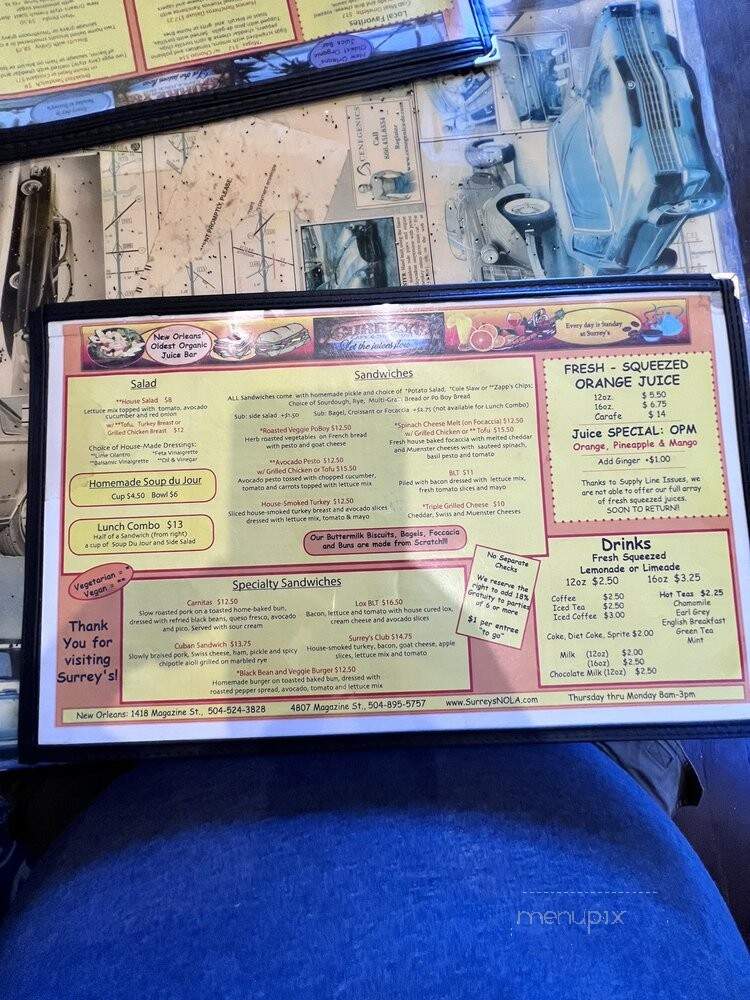 New Orleans'
Oldest Organic
Juice Bar
SURREY'S
Let the juices flow
Every day is Sunday
at Surrey's
Salad
**House Salad $8
Lettuce mix topped with tomato, avocado
cucumber and red onion
w/ **Tofu, Turkey Breast or
Grilled Chicken Breast $12
Choice of House-Made Dressings:
**Lime Cilantro *Feta Vinaigrette
**Balsamic Vinaigrette **Oil & Vinegar
Homemade Soup du Jour
Cup $4.50 Bowl $6
Lunch Combo $13
Half of a Sandwich (from right)
a cup of Soup Du Jour and Side Salad
Vegetarian = *
Vegan = **
Thank
You for
visiting
Surrey's!
Sandwiches
ALL Sandwiches come with homemade pickle and choice of *Potato Salad, *Cole Slaw or **Zapp's Chips;
Choice of Sourdough, Rye, Bread or Po Boy Bread
Sub: side salad +$1.50 Sub: Bagel, Croissant or Focaccia +$1.75 (not available for Lunch Combo)
*Roasted Veggie PoBoy $12.50
Herb roasted vegetables on French bread
with pesto and goat cheese
**Avocado Pesto $12.50
w/ Grilled Chicken or Tofu $15.50
Avocado pesto tossed with chopped cucumber,
tomato and carrots topped with lettuce mix
House-Smoked Turkey $12.50
Sliced house-smoked turkey breast on your bread
dressed with lettuce mix, tomato & mayo
*Spinach Cheese Melt (on Focaccia) $12.50
w/ Grilled Chicken or ** Tofu $15.50
Fresh house baked focaccia with melted cheddar
and Muenster cheeses with sauteed spinach,
basil pesto and tomato
BLT $11
Piled with bacon dressed with lettuce mix,
fresh tomato slices and mayo
*Triple Grilled Cheese $10
Cheddar, Swiss and Muenster Cheeses
Our Buttermilk Biscuits, Bagels, Foccacia
and Buns are made from Scratch!!!
Specialty Sandwiches
Carnitas $12.50
Slow roasted pork on a toasted home-baked bun,
dressed with refried black beans, queso fresco, avocado
and pico. Served with sour cream
Cuban Sandwich $13.75
Slowly braised pork, Swiss cheese, ham, pickle and spicy
chipotle aioli grilled on marbled rye
Lox BLT $16.50
Bacon, lettuce and tomato with house cured lox,
cream cheese and avocado slices
Surrey's Club $14.75
House-smoked turkey, bacon, goat cheese, apple
slices, lettuce mix and tomato
*Black Bean and Veggie Burger $12.50
Homemade burger on toasted baked bun, dressed with
roasted pepper spread, avocado, tomato and lettuce mix
No Separate
Checks
We reserve the
right to add 18%
Gratuity to parties
of 6 or more
$1 per entree
"to go"
FRESH - SQUEEZED
ORANGE JUICE
12oz. $ 5.50
16oz. $ 6.75
Carafe $ 14
Juice SPECIAL: OPM
Orange, Pineapple & Mango
Add Ginger +$1.00
Thanks to Supply Line Issues, we
are not able to offer our full array
of fresh squeezed juices.
SOON TO RETURN!!
Drinks
Fresh Squeezed
Lemonade or Limeade
12oz $2.50 16oz $3.25
Coffee $2.50
Iced Tea $2.50
Iced Coffee $3.00
Hot Teas $2.25
Chamomile
Earl Grey
English Breakfast
Green Tea
Mint
Coke, Diet Coke, Sprite $2.00
Milk (12oz) $2.00
(16oz) $2.50
Chocolate Milk (12oz) $2.50
New Orleans: 1418 Magazine St., 504-524-3828 4807 Magazine St., 504-895-5757 www.SurreysNOLA.com Thursday thru Monday 8am-3pm
CENEGENICS
Call
Register
PROMPTLY, PLEASE
Local Favorites
menupix